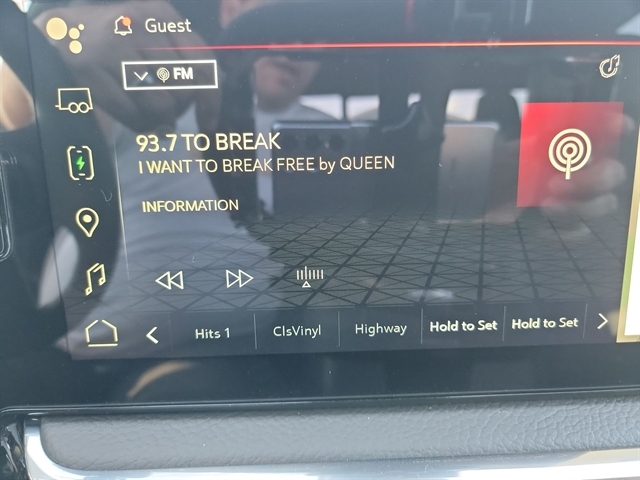 Guest
FM
93.7 TO BREAK
I WANT TO BREAK FREE by QUEEN
INFORMATION
Hits 1 ClsVinyl Highway Hold to Set Hold to Set